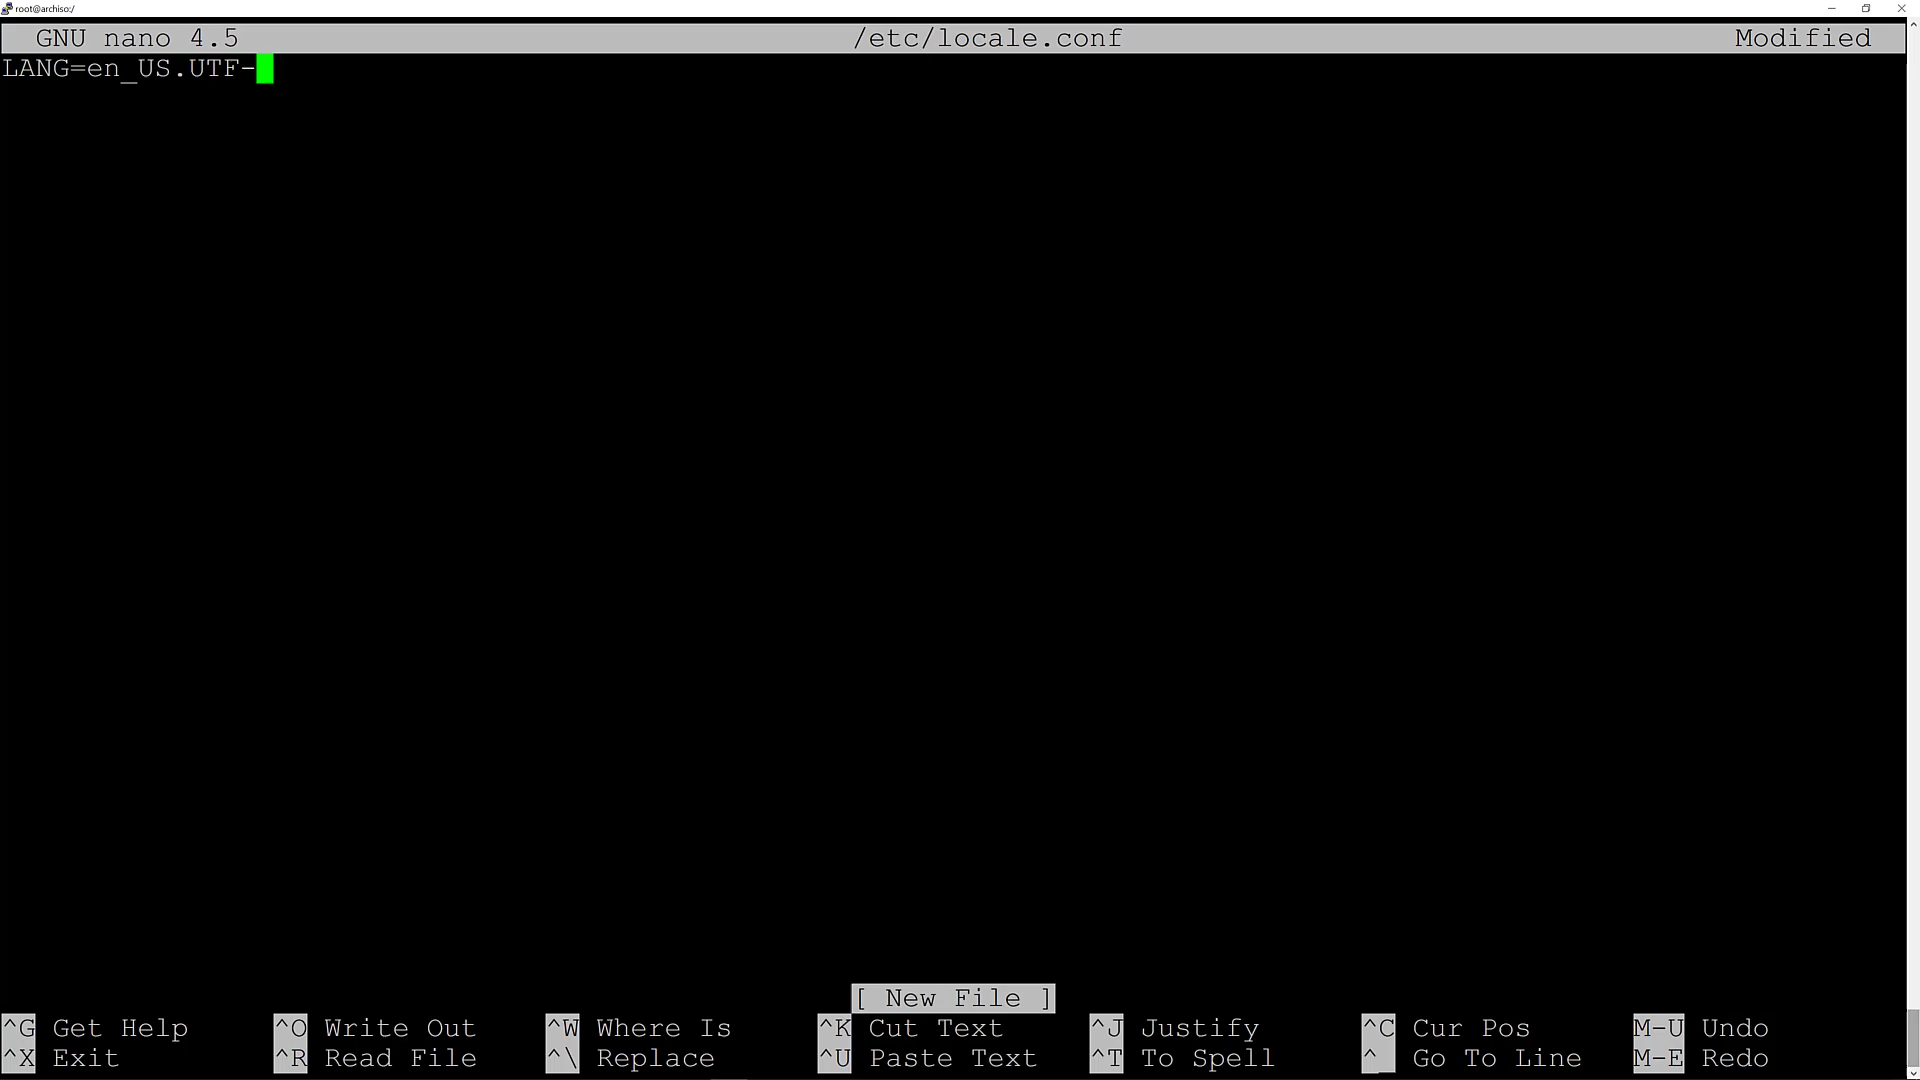 root@archiso:/
GNU nano 4.5 /etc/locale.conf Modified
LANG=en_US.UTF-
[ New File ]
^G Get Help ^O Write Out ^W Where Is ^K Cut Text ^J Justify ^C Cur Pos M-U Undo
^X Exit ^R Read File ^\ Replace ^U Paste Text ^T To Spell ^_ Go To Line M-E Redo